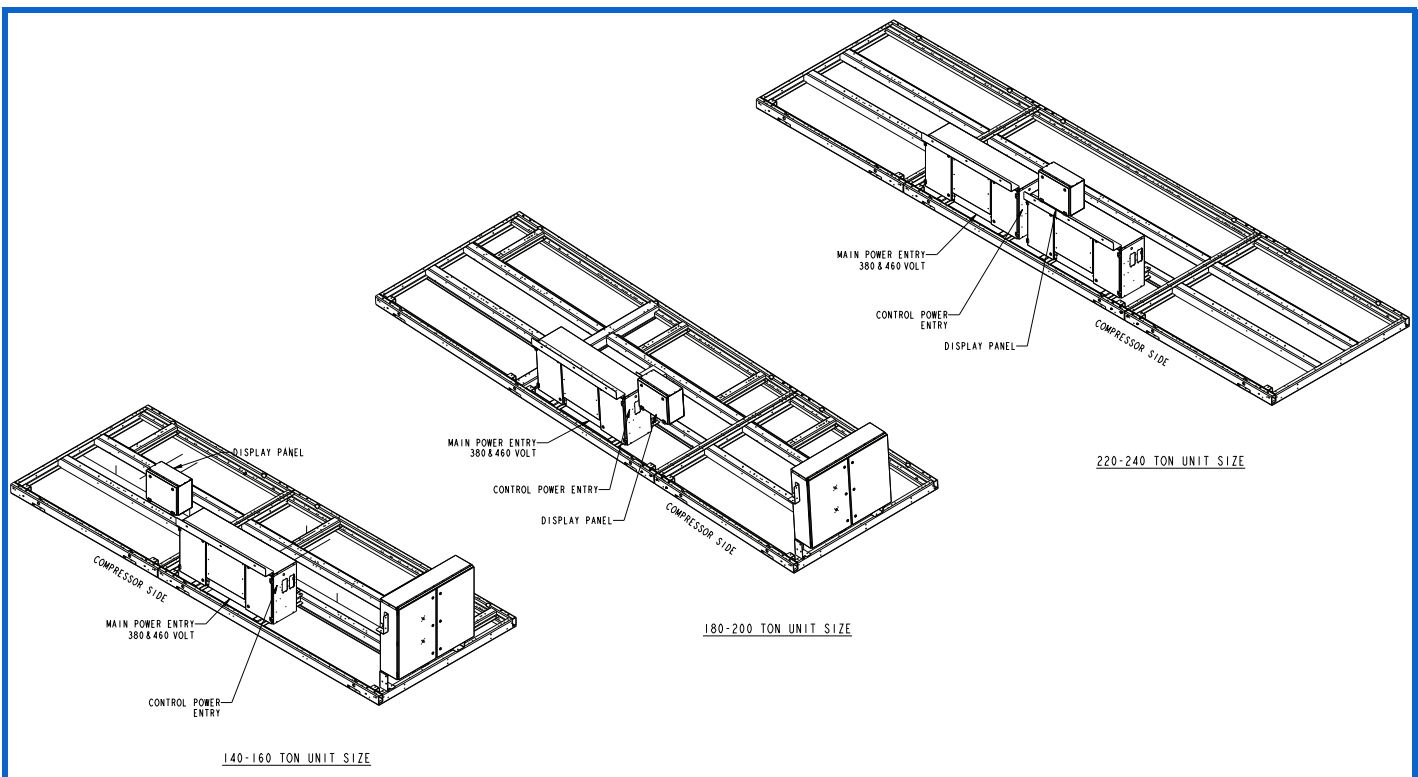 MAIN POWER ENTRY
380 & 460 VOLT
CONTROL POWER
ENTRY
DISPLAY PANEL
COMPRESSOR SIDE
220-240 TON UNIT SIZE
MAIN POWER ENTRY
380 & 460 VOLT
CONTROL POWER ENTRY
DISPLAY PANEL
COMPRESSOR SIDE
180-200 TON UNIT SIZE
DISPLAY PANEL
COMPRESSOR SIDE
MAIN POWER ENTRY
380 & 460 VOLT
CONTROL POWER
ENTRY
140-160 TON UNIT SIZE